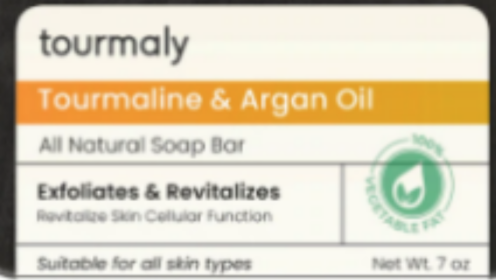 tourmaly
Tourmaline & Argan Oil
All Natural Soap Bar
Exfoliates & Revitalizes
Revitalize Skin Cellular Function
100%
VEGETABLE FAT
Suitable for all skin types
Net Wt. 7 oz